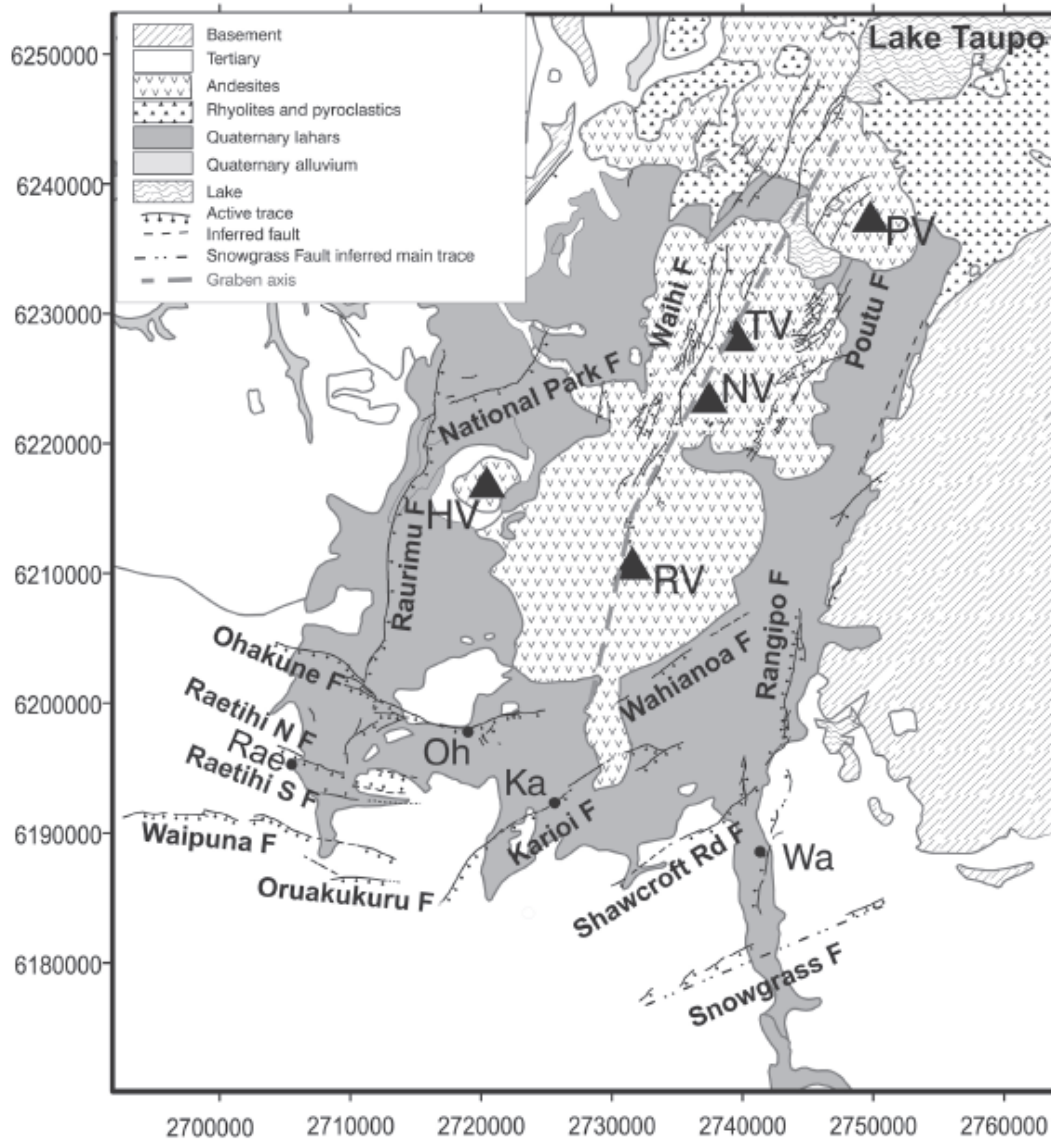 Basement
Tertiary
Andesites
Rhyolites and pyroclastics
Quaternary lahars
Quaternary alluvium
Lake
Active trace
Inferred fault
Snowgrass Fault inferred main trace
Graben axis
Lake Taupo
6250000
6240000
6230000
6220000
6210000
6200000
6190000
6180000
PV
Poutu F
Waihi F
TV
NV
National Park F
HV
Raurimu F
RV
Ohakune F
Wahianoa F
Rangipo F
Raetihi N F
Rae
Raetihi S F
Oh
Ka
Karioi F
Waipuna F
Oruakukuru F
Shawcroft Rd F
Wa
Snowgrass F
2700000
2710000
2720000
2730000
2740000
2750000
2760000